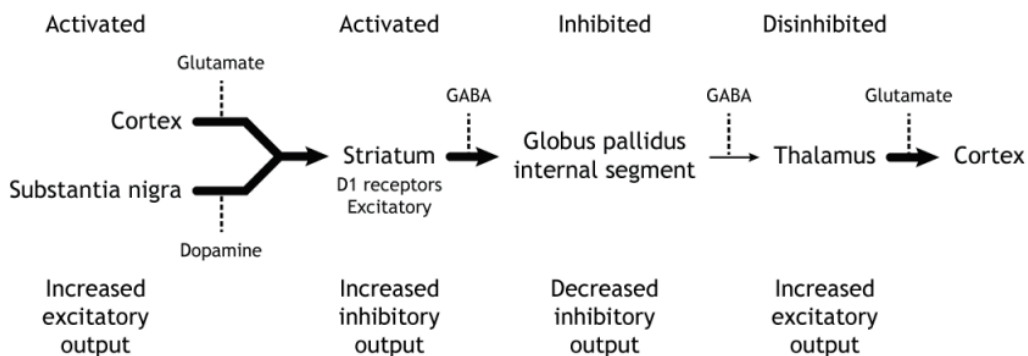 Activated
Activated
Inhibited
Disinhibited
Glutamate
GABA
GABA
Glutamate
Cortex
Striatum
D1 receptors
Excitatory
Globus pallidus
internal segment
Thalamus
Cortex
Substantia nigra
Dopamine
Increased
excitatory
output
Increased
inhibitory
output
Decreased
inhibitory
output
Increased
excitatory
output